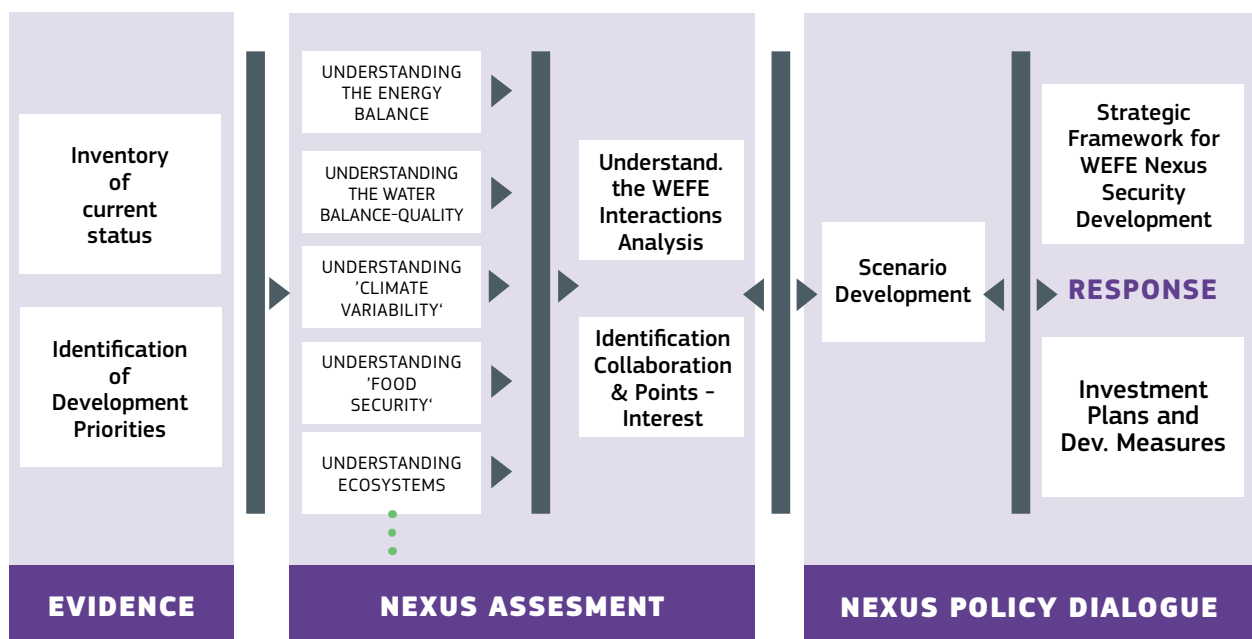 Inventory
of
current
status
Identification
of
Development
Priorities
EVIDENCE
UNDERSTANDING
THE ENERGY
BALANCE
UNDERSTANDING
THE WATER
BALANCE-QUALITY
UNDERSTANDING
’CLIMATE
VARIABILITY‘
UNDERSTANDING
’FOOD
SECURITY‘
UNDERSTANDING
ECOSYSTEMS
Understand.
the WEFE
Interactions
Analysis
Identification
Collaboration
& Points -
Interest
NEXUS ASSESMENT
Scenario
Development
Strategic
Framework for
WEFE Nexus
Security
Development
RESPONSE
Investment
Plans and
Dev. Measures
NEXUS POLICY DIALOGUE